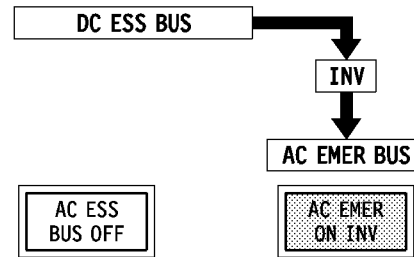 DC ESS BUS
INV
AC EMER BUS
AC ESS
BUS OFF
AC EMER
ON INV